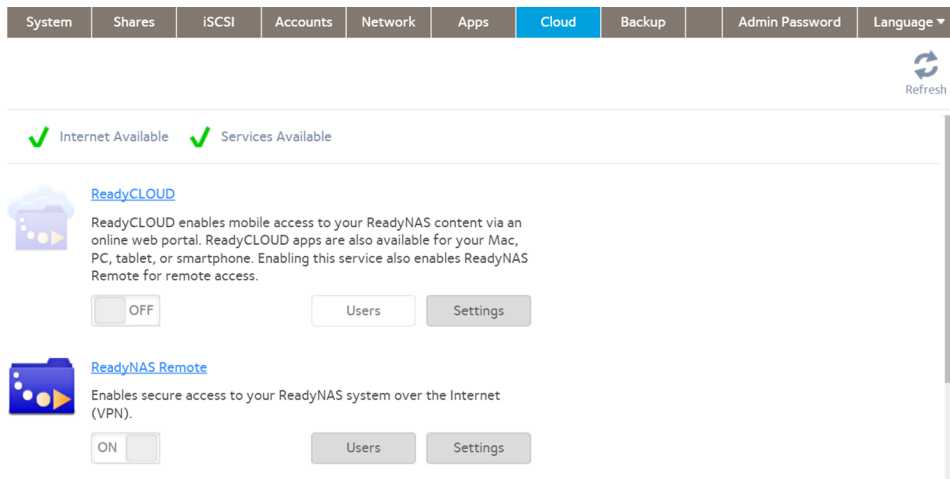 System Shares iSCSI Accounts Network Apps Cloud Backup Admin Password Language
Refresh
Internet Available Services Available
ReadyCLOUD
ReadyCLOUD enables mobile access to your ReadyNAS content via an
online web portal. ReadyCLOUD apps are also available for your Mac,
PC, tablet, or smartphone. Enabling this service also enables ReadyNAS
Remote for remote access.
OFF Users Settings
ReadyNAS Remote
Enables secure access to your ReadyNAS system over the Internet
(VPN).
ON Users Settings